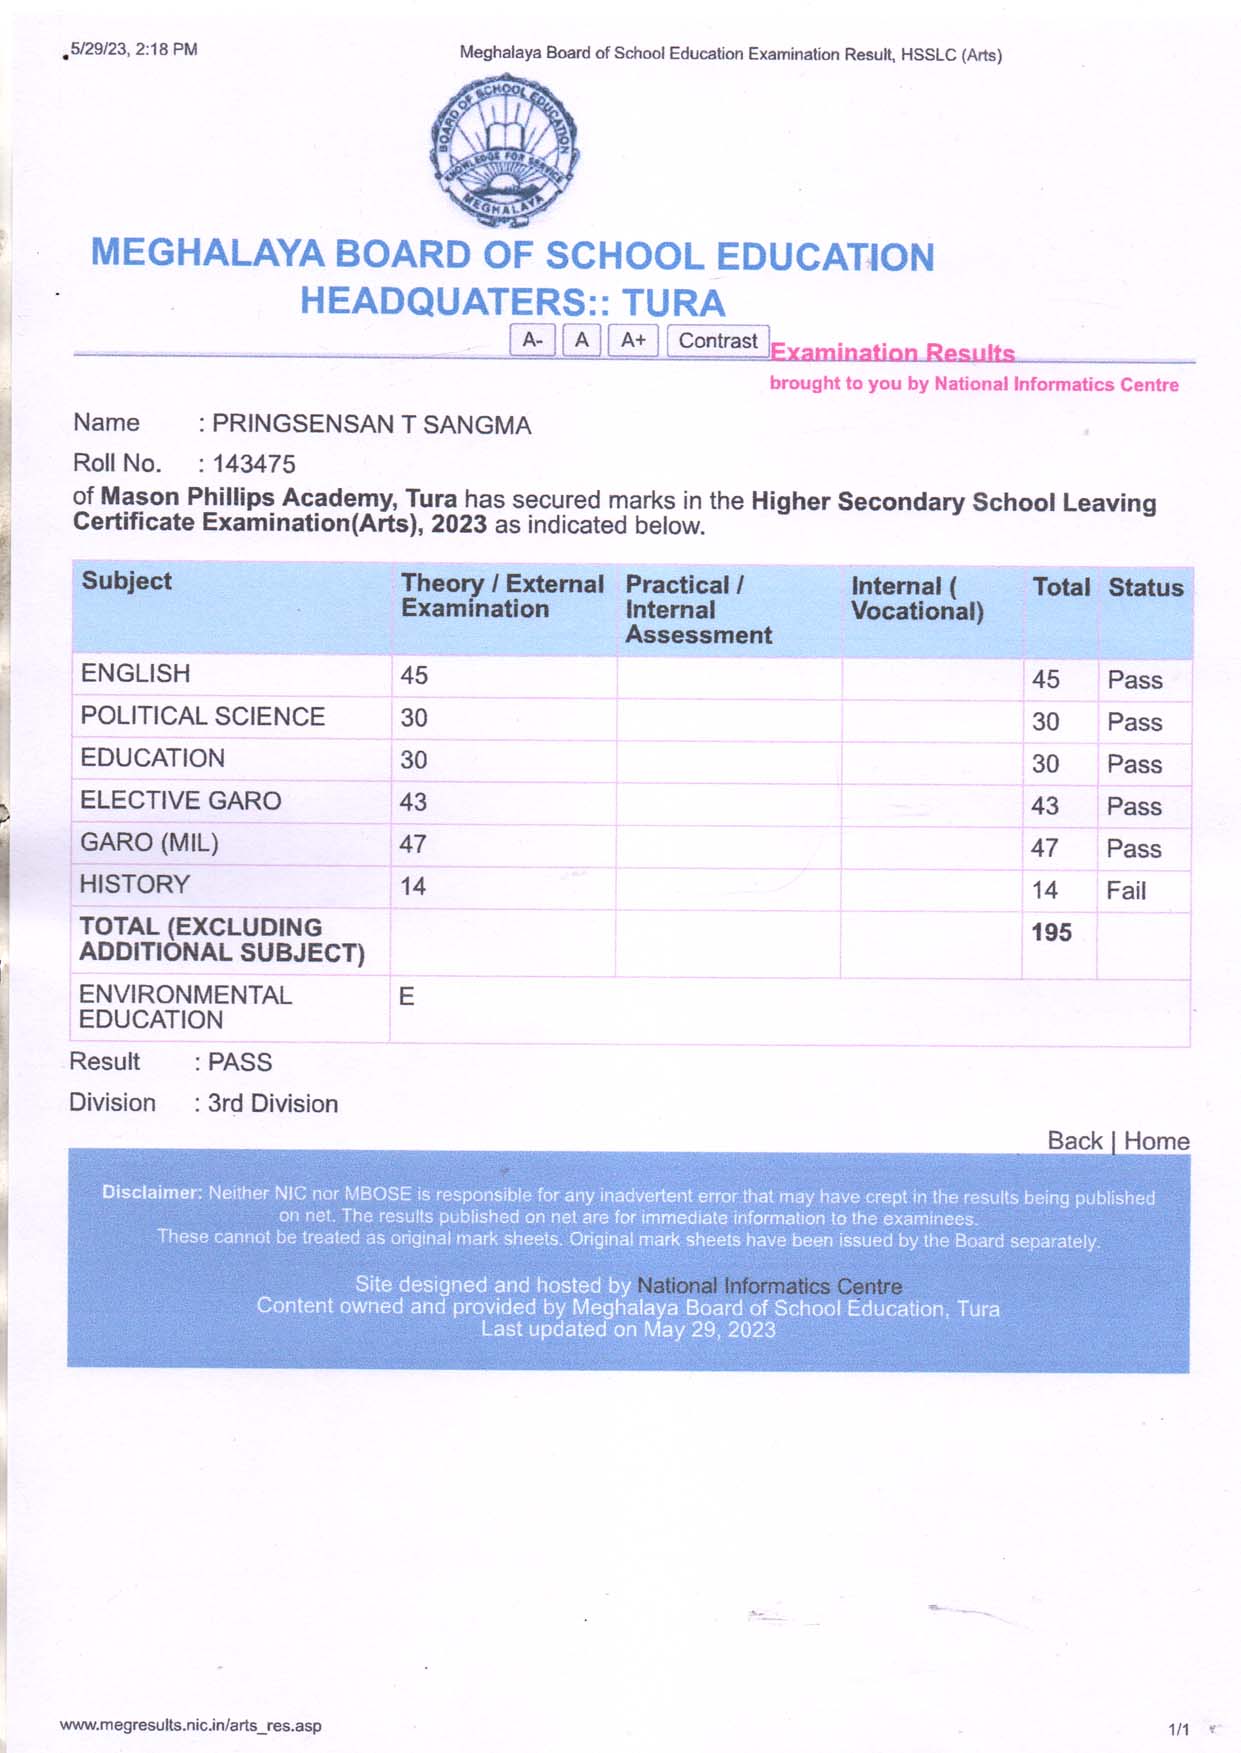 5/29/23, 2:18 PM
Meghalaya Board of School Education Examination Result, HSSLC (Arts)
BOARD OF SCHOOL EDUCATION
KNOWLEDGE FOR SERVICE
MEGHALAYA
MEGHALAYA BOARD OF SCHOOL EDUCATION
HEADQUATERS:: TURA
A- A A+ Contrast
Examination Results
brought to you by National Informatics Centre
Name : PRINGSENSAN T SANGMA
Roll No. : 143475
of Mason Phillips Academy, Tura has secured marks in the Higher Secondary School Leaving
Certificate Examination(Arts), 2023 as indicated below.
Subject Theory / External Practical / Internal ( Total Status
Examination Internal Vocational)
Assessment
ENGLISH 45 45 Pass
POLITICAL SCIENCE 30 30 Pass
EDUCATION 30 30 Pass
ELECTIVE GARO 43 43 Pass
GARO (MIL) 47 47 Pass
HISTORY 14 14 Fail
TOTAL (EXCLUDING 195
ADDITIONAL SUBJECT)
ENVIRONMENTAL E
EDUCATION
Result : PASS
Division : 3rd Division
Back | Home
Disclaimer: Neither NIC nor MBOSE is responsible for any inadvertent error that may have crept in the results being published
on net. The results published on net are for immediate information to the examinees.
These cannot be treated as original mark sheets. Original mark sheets have been issued by the Board separately.
Site designed and hosted by National Informatics Centre
Content owned and provided by Meghalaya Board of School Education, Tura
Last updated on May 29, 2023
www.megresults.nic.in/arts_res.asp
1/1